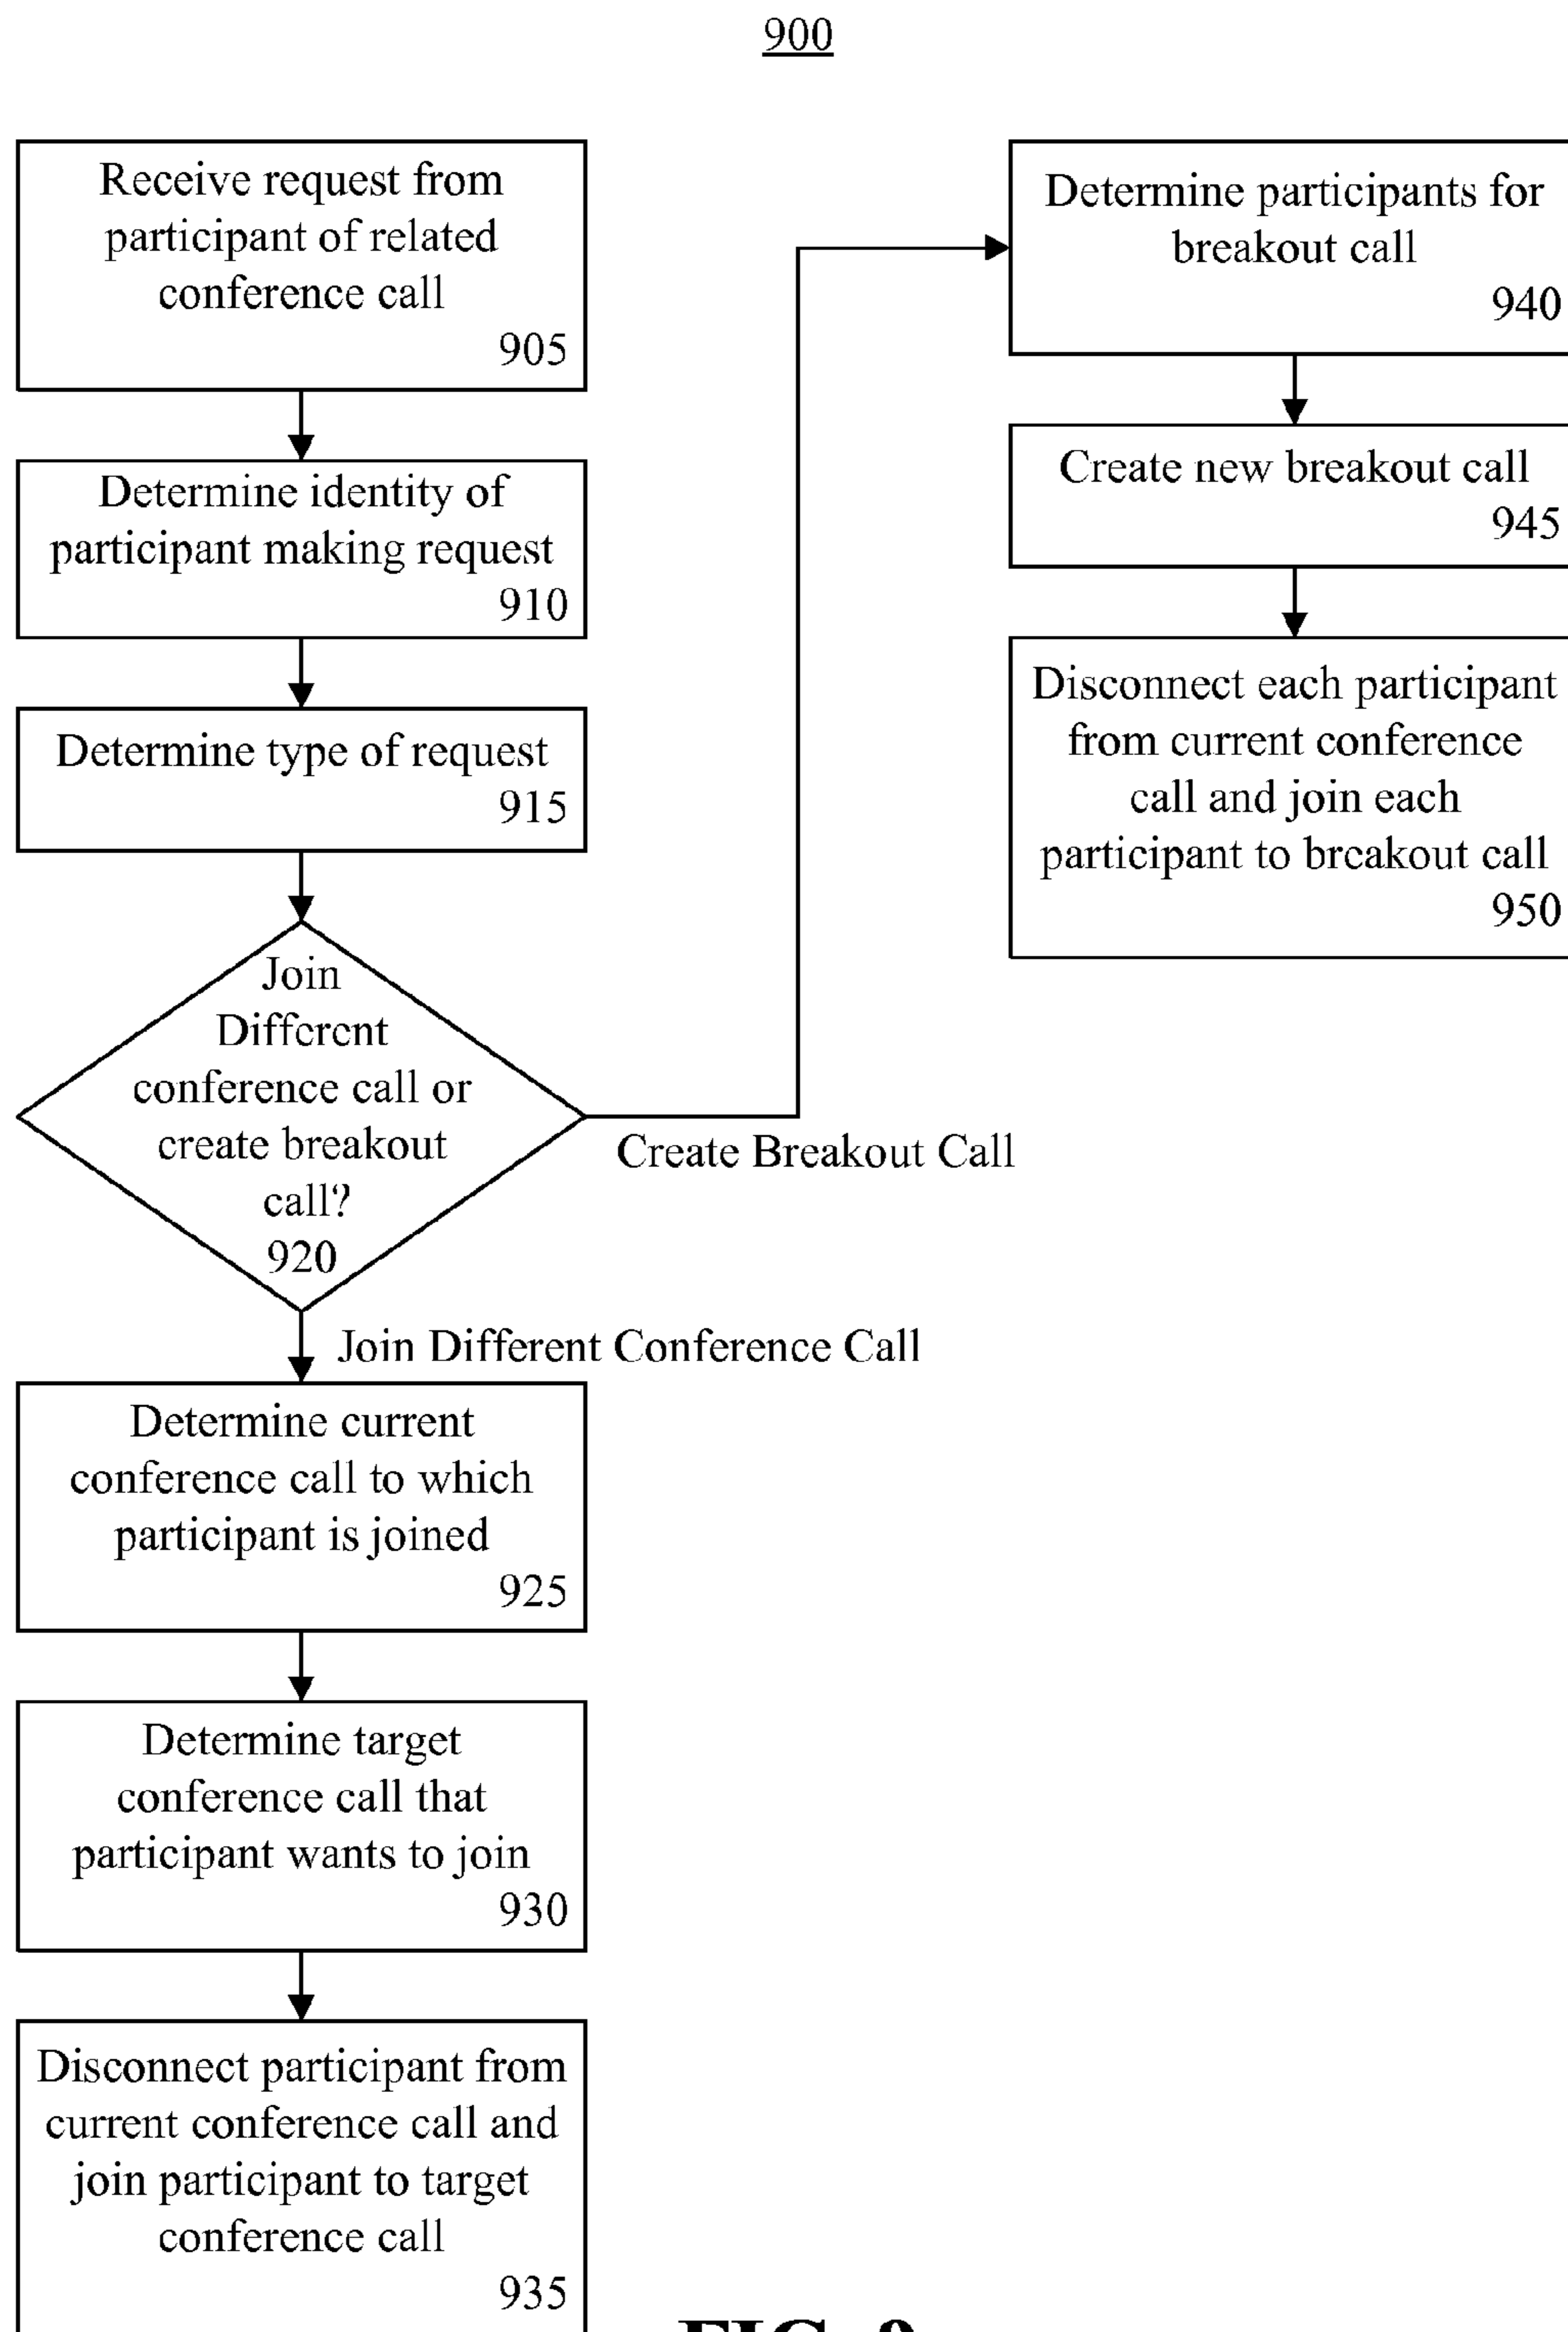 900
Receive request from
participant of related
conference call
905
Determine identity of
participant making request
910
Determine type of request
915
Join
Different
conference call or
create breakout
call?
920
Create Breakout Call
Join Different Conference Call
Determine current
conference call to which
participant is joined
925
Determine target
conference call that
participant wants to join
930
Disconnect participant from
current conference call and
join participant to target
conference call
935
Determine participants for
breakout call
940
Create new breakout call
945
Disconnect each participant
from current conference
call and join each
participant to breakout call
950